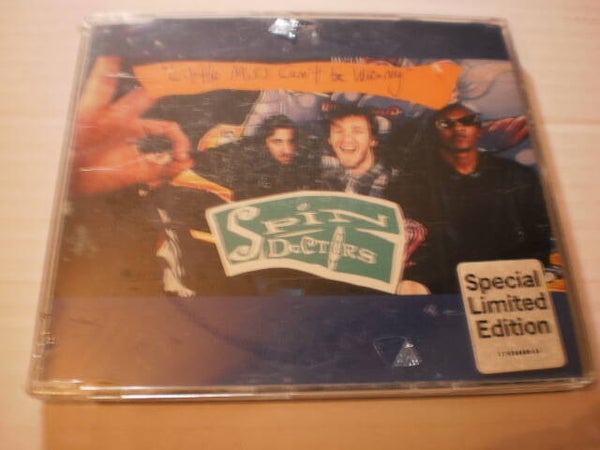 "Little Miss Can't be Wrong"
SPiN
DOCTORS
Special
Limited
Edition